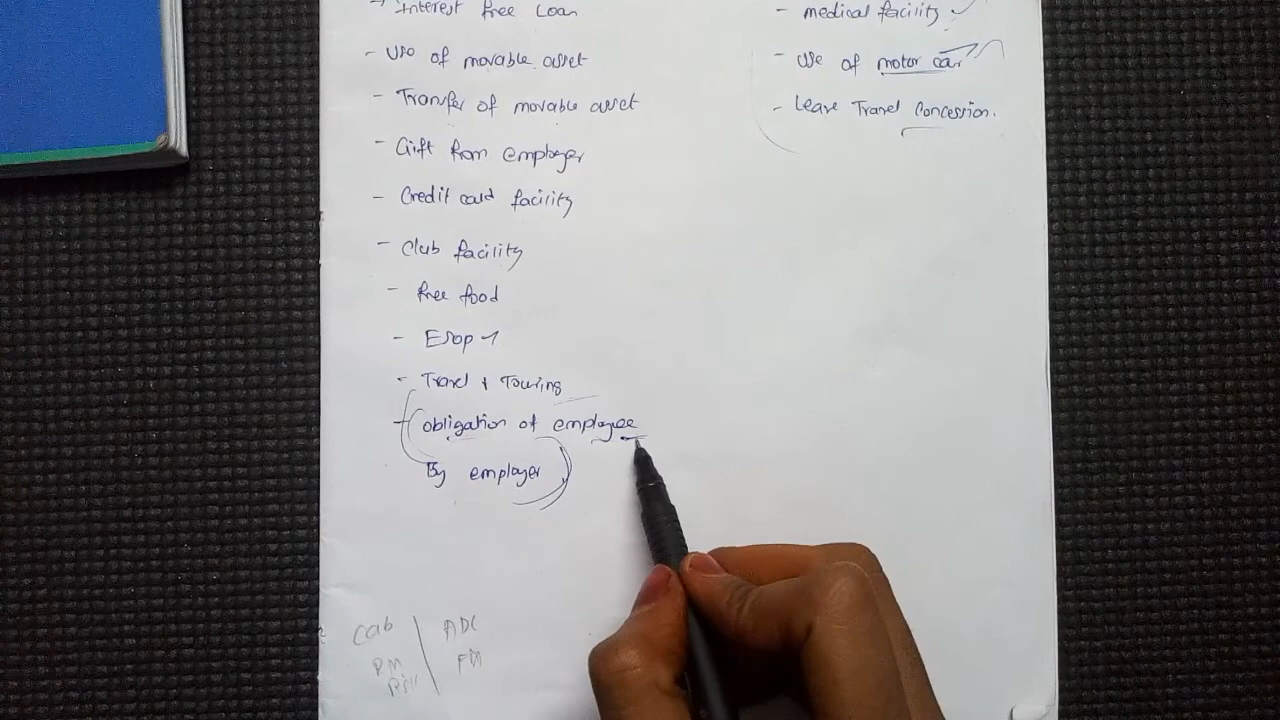 - Interest free Loan
- Use of movable asset
- Transfer of movable asset
- Gift from employer
- Credit card facility
- Club facility
- free food
- ESOP
- Travel & Touring
- obligation of employee
By employer
- medical facility
- Use of motor car
- Leave Travel Concession.
Cab
PM
ADC
FM